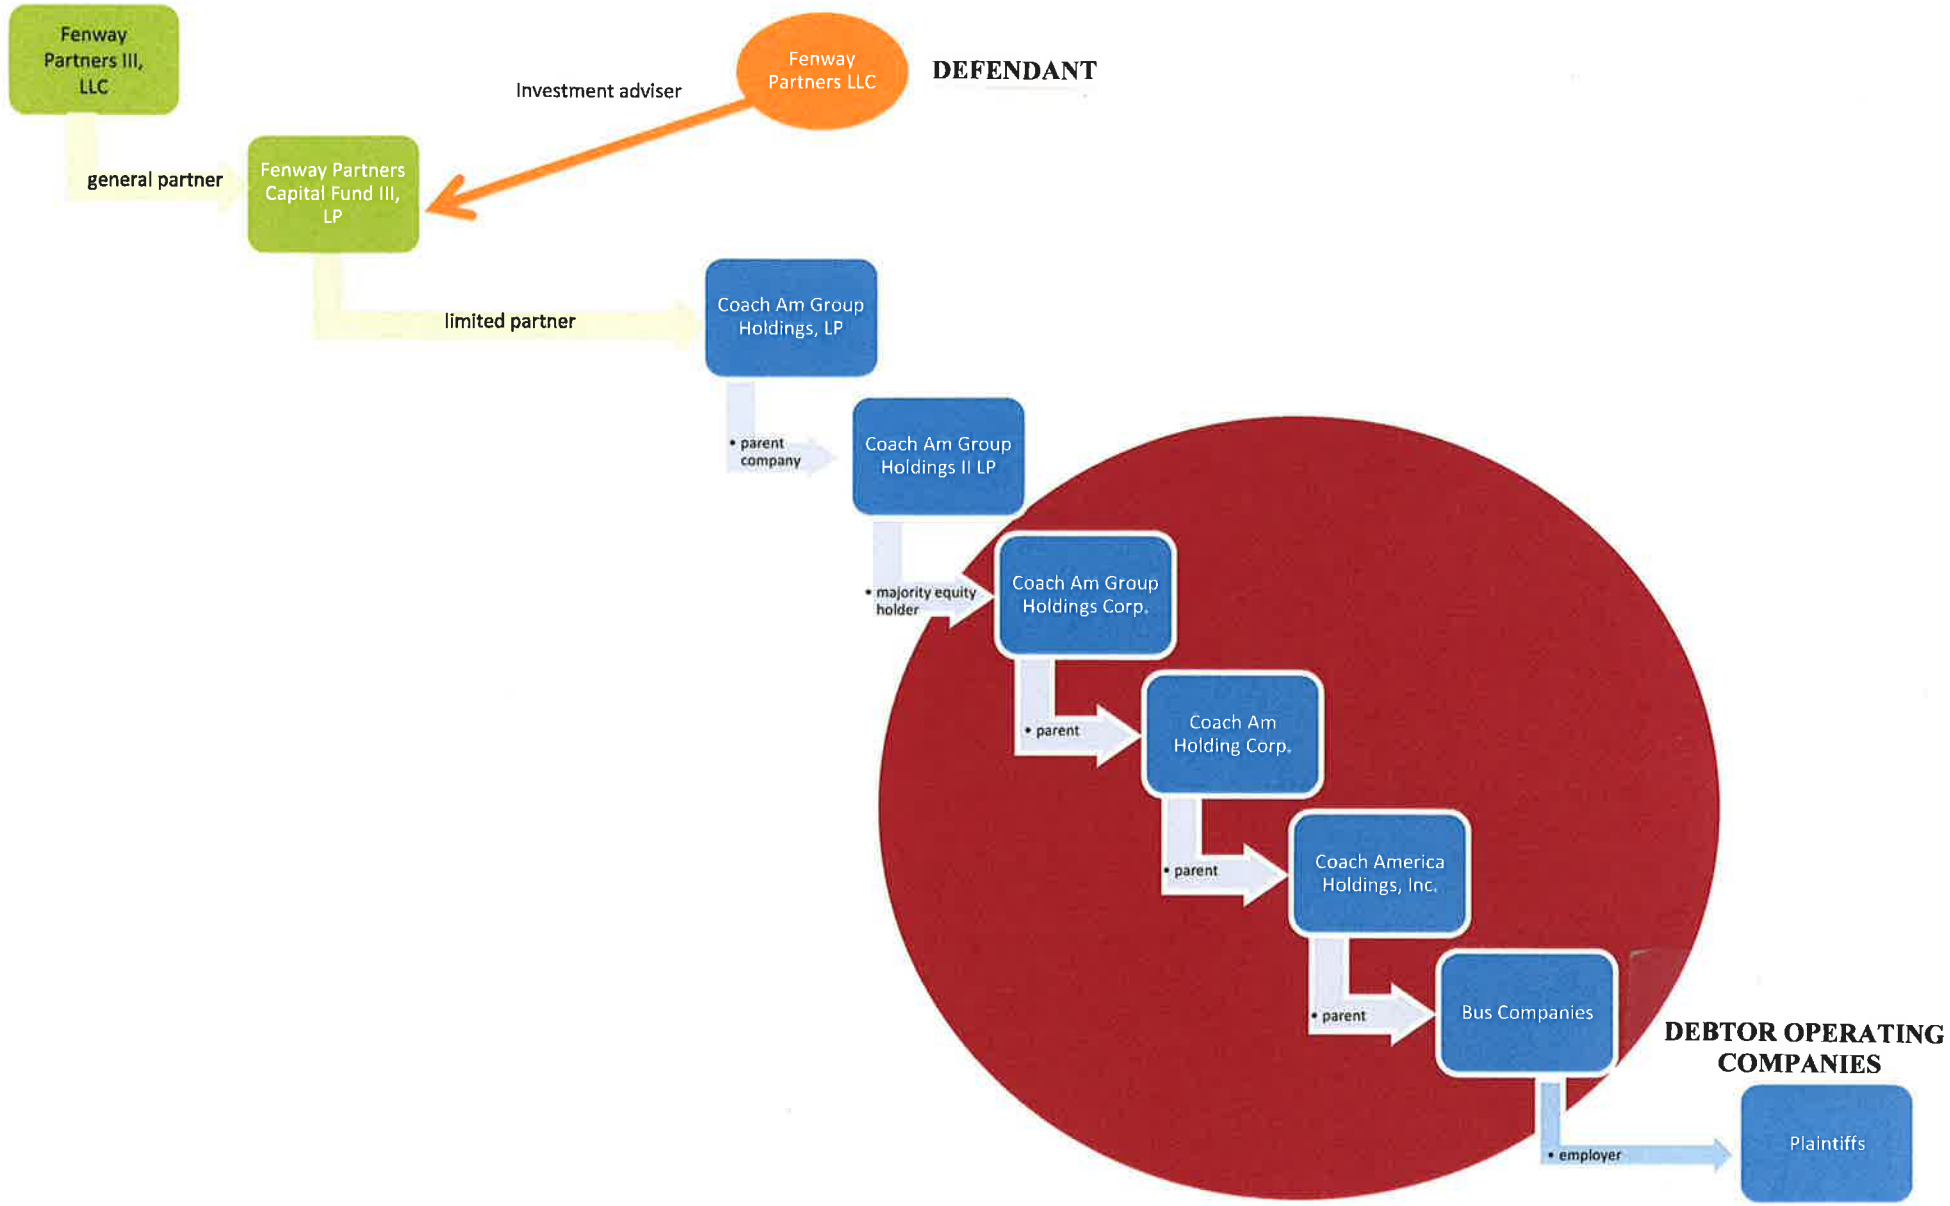 Fenway
Partners III,
LLC
Fenway
Partners LLC
DEFENDANT
Investment adviser
general partner
Fenway Partners
Capital Fund III,
LP
limited partner
Coach Am Group
Holdings, LP
• parent
company
Coach Am Group
Holdings II LP
• majority equity
holder
Coach Am Group
Holdings Corp.
• parent
Coach Am
Holding Corp.
• parent
Coach America
Holdings, Inc.
• parent
Bus Companies
DEBTOR OPERATING
COMPANIES
• employer
Plaintiffs